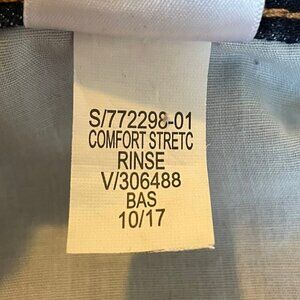 S/772298-01
COMFORT STRETC
RINSE
V/306488
BAS
10/17